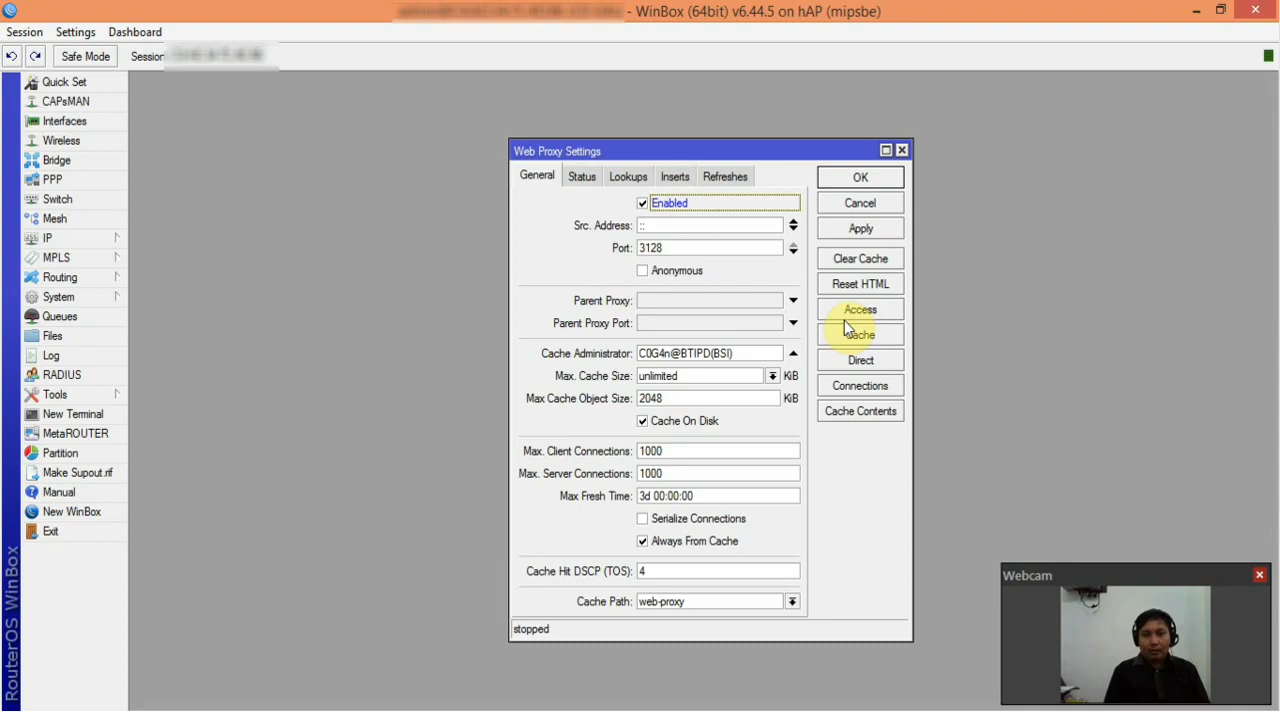 - WinBox (64bit) v6.44.5 on hAP (mipsbe)
Session Settings Dashboard
Safe Mode Session
Quick Set
CAPsMAN
Interfaces
Wireless
Bridge
PPP
Switch
Mesh
IP
MPLS
Routing
System
Queues
Files
Log
RADIUS
Tools
New Terminal
MetaROUTER
Partition
Make Supout.rif
Manual
New WinBox
Exit
RouterOS WinBox
Web Proxy Settings
General Status Lookups Inserts Refreshes
Enabled
Src. Address: ::
Port: 3128
Anonymous
Parent Proxy:
Parent Proxy Port:
Cache Administrator: C0G4n@BTIPD(BSI)
Max. Cache Size: unlimited KiB
Max Cache Object Size: 2048 KiB
Cache On Disk
Max. Client Connections: 1000
Max. Server Connections: 1000
Max Fresh Time: 3d 00:00:00
Serialize Connections
Always From Cache
Cache Hit DSCP (TOS): 4
Cache Path: web-proxy
stopped
OK
Cancel
Apply
Clear Cache
Reset HTML
Access
Cache
Direct
Connections
Cache Contents
Webcam